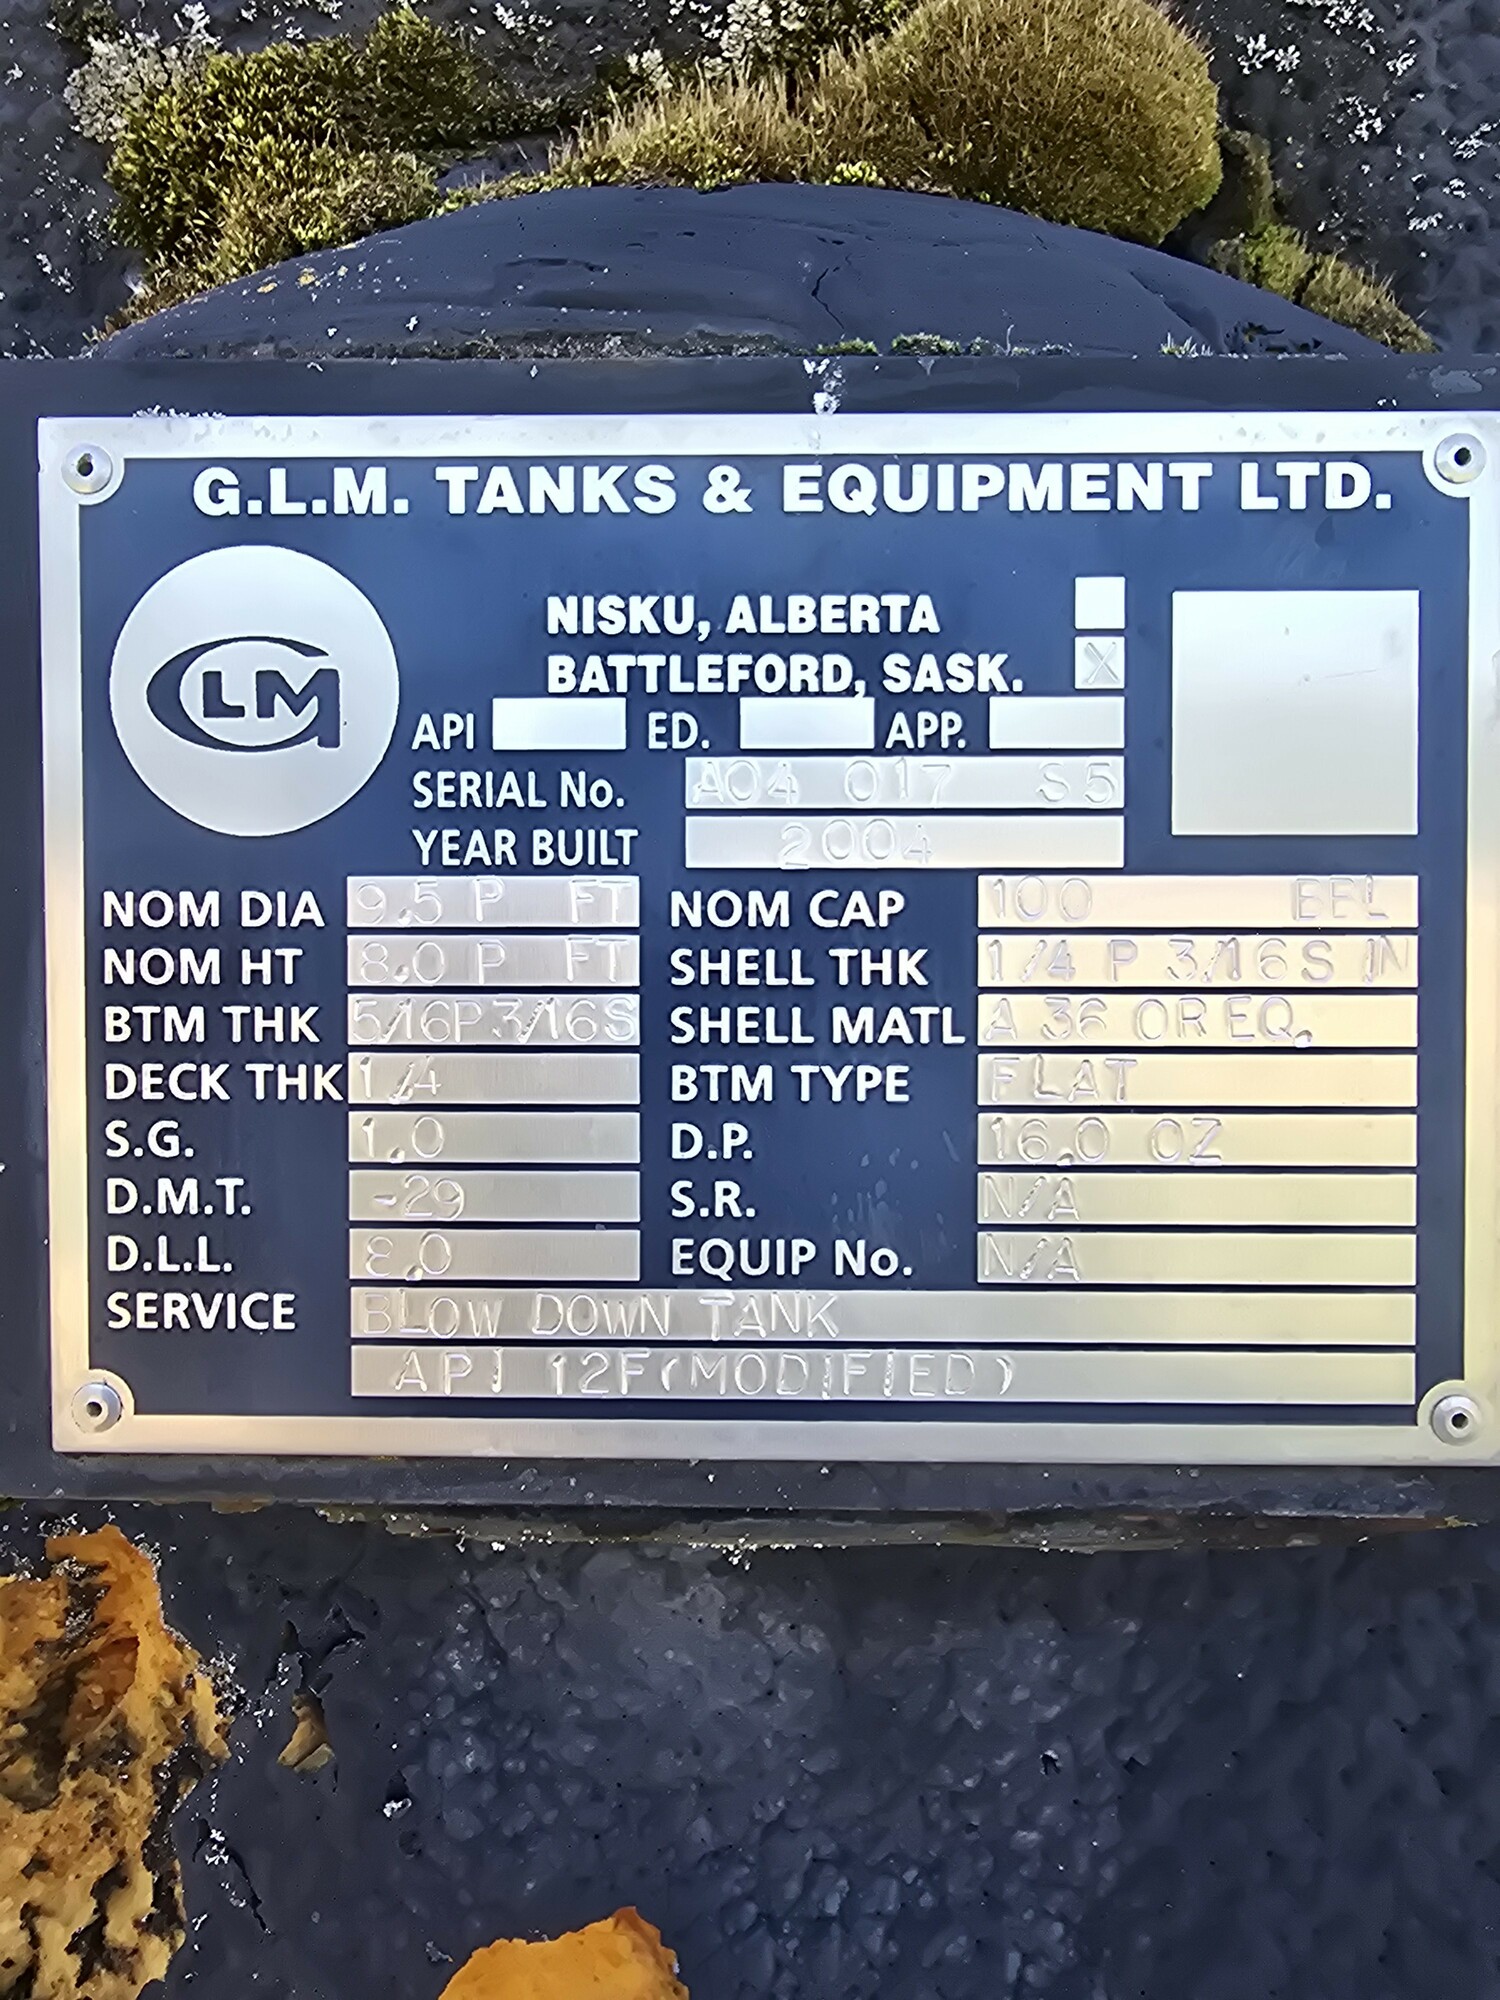 G.L.M. TANKS & EQUIPMENT LTD.
GLM
NISKU, ALBERTA
BATTLEFORD, SASK. X
API ED. APP.
SERIAL No. A04 017 S5
YEAR BUILT 2004
NOM DIA 9.5 P FT NOM CAP 100 BBL
NOM HT 8.0 P FT SHELL THK 1/4 P 3/16 S IN
BTM THK 5/16P 3/16S SHELL MATL A 36 OR EQ.
DECK THK 1/4 BTM TYPE FLAT
S.G. 1.0 D.P. 16.0 OZ
D.M.T. -29 S.R. N/A
D.L.L. 8.0 EQUIP No. N/A
SERVICE BLOW DOWN TANK
API 12F(MODIFIED)